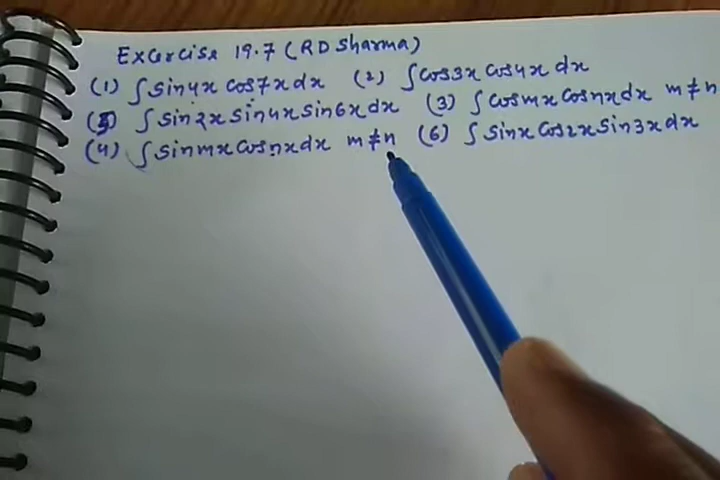 Exercise 19.7 (RD Sharma)
(1) ∫sin4x cos7x dx (2) ∫cos3x cos4x dx
(5) ∫sin2x sin4x sin6x dx (3) ∫cosmx cosnx dx m≠n
(4) ∫sinmx cosnx dx m≠n (6) ∫sinx cos2x sin3x dx